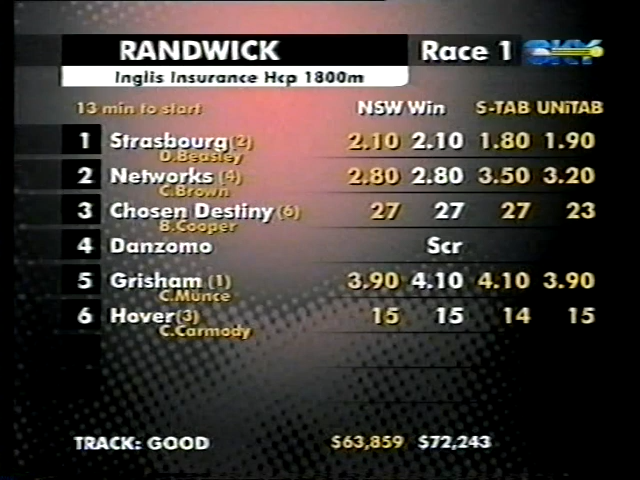 RANDWICK Race 1 SKY
Inglis Insurance Hcp 1800m
13 min to start NSW Win S-TAB UNiTAB
1 Strasbourg (2) 2.10 2.10 1.80 1.90
D.Beasley
2 Networks (4) 2.80 2.80 3.50 3.20
C.Brown
3 Chosen Destiny (6) 27 27 27 23
B.Cooper
4 Danzomo Scr
5 Grisham (1) 3.90 4.10 4.10 3.90
C.Munce
6 Hover (3) 15 15 14 15
C.Carmody
TRACK: GOOD $63,859 $72,243